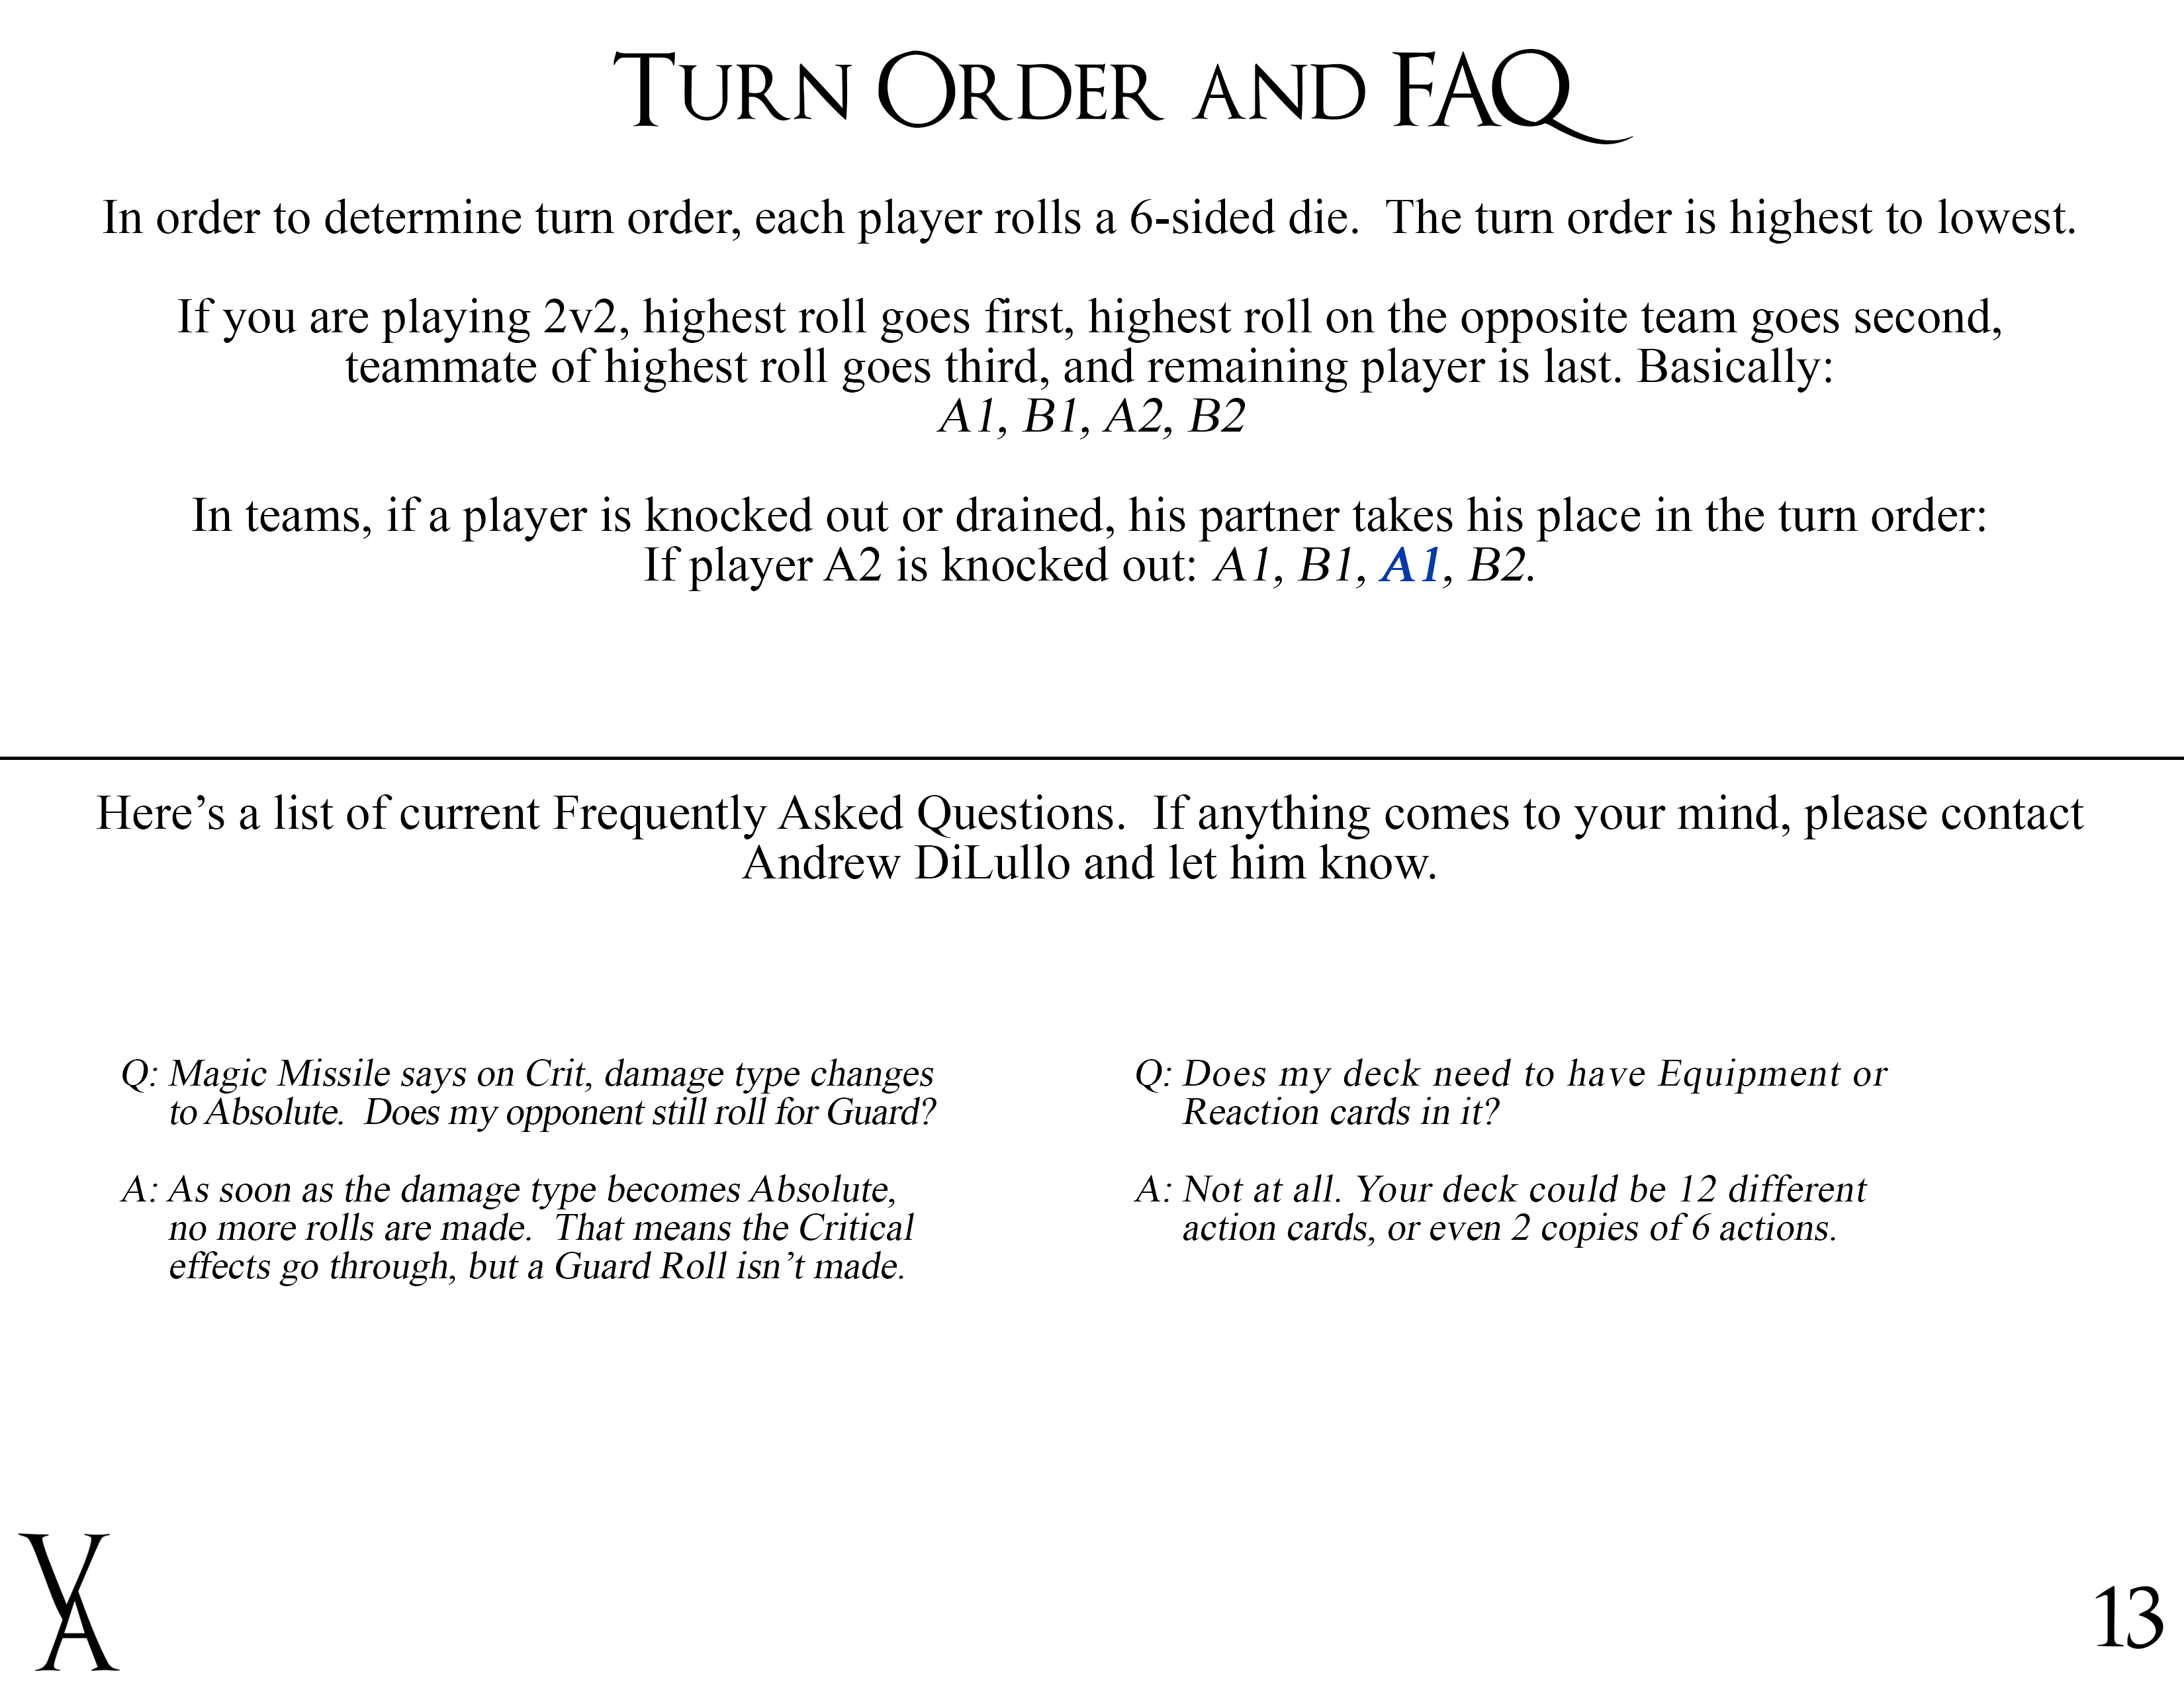 Turn Order and FAQ
In order to determine turn order, each player rolls a 6-sided die.  The turn order is highest to lowest.
If you are playing 2v2, highest roll goes first, highest roll on the opposite team goes second,
teammate of highest roll goes third, and remaining player is last. Basically:
A1, B1, A2, B2
In teams, if a player is knocked out or drained, his partner takes his place in the turn order:
If player A2 is knocked out: A1, B1, A1, B2.
Here’s a list of current Frequently Asked Questions.  If anything comes to your mind, please contact
Andrew DiLullo and let him know.
Q: Magic Missile says on Crit, damage type changes
to Absolute.  Does my opponent still roll for Guard?
A: As soon as the damage type becomes Absolute,
no more rolls are made.  That means the Critical
effects go through, but a Guard Roll isn’t made.
Q: Does my deck need to have Equipment or
Reaction cards in it?
A: Not at all. Your deck could be 12 different
action cards, or even 2 copies of 6 actions.
VA
13